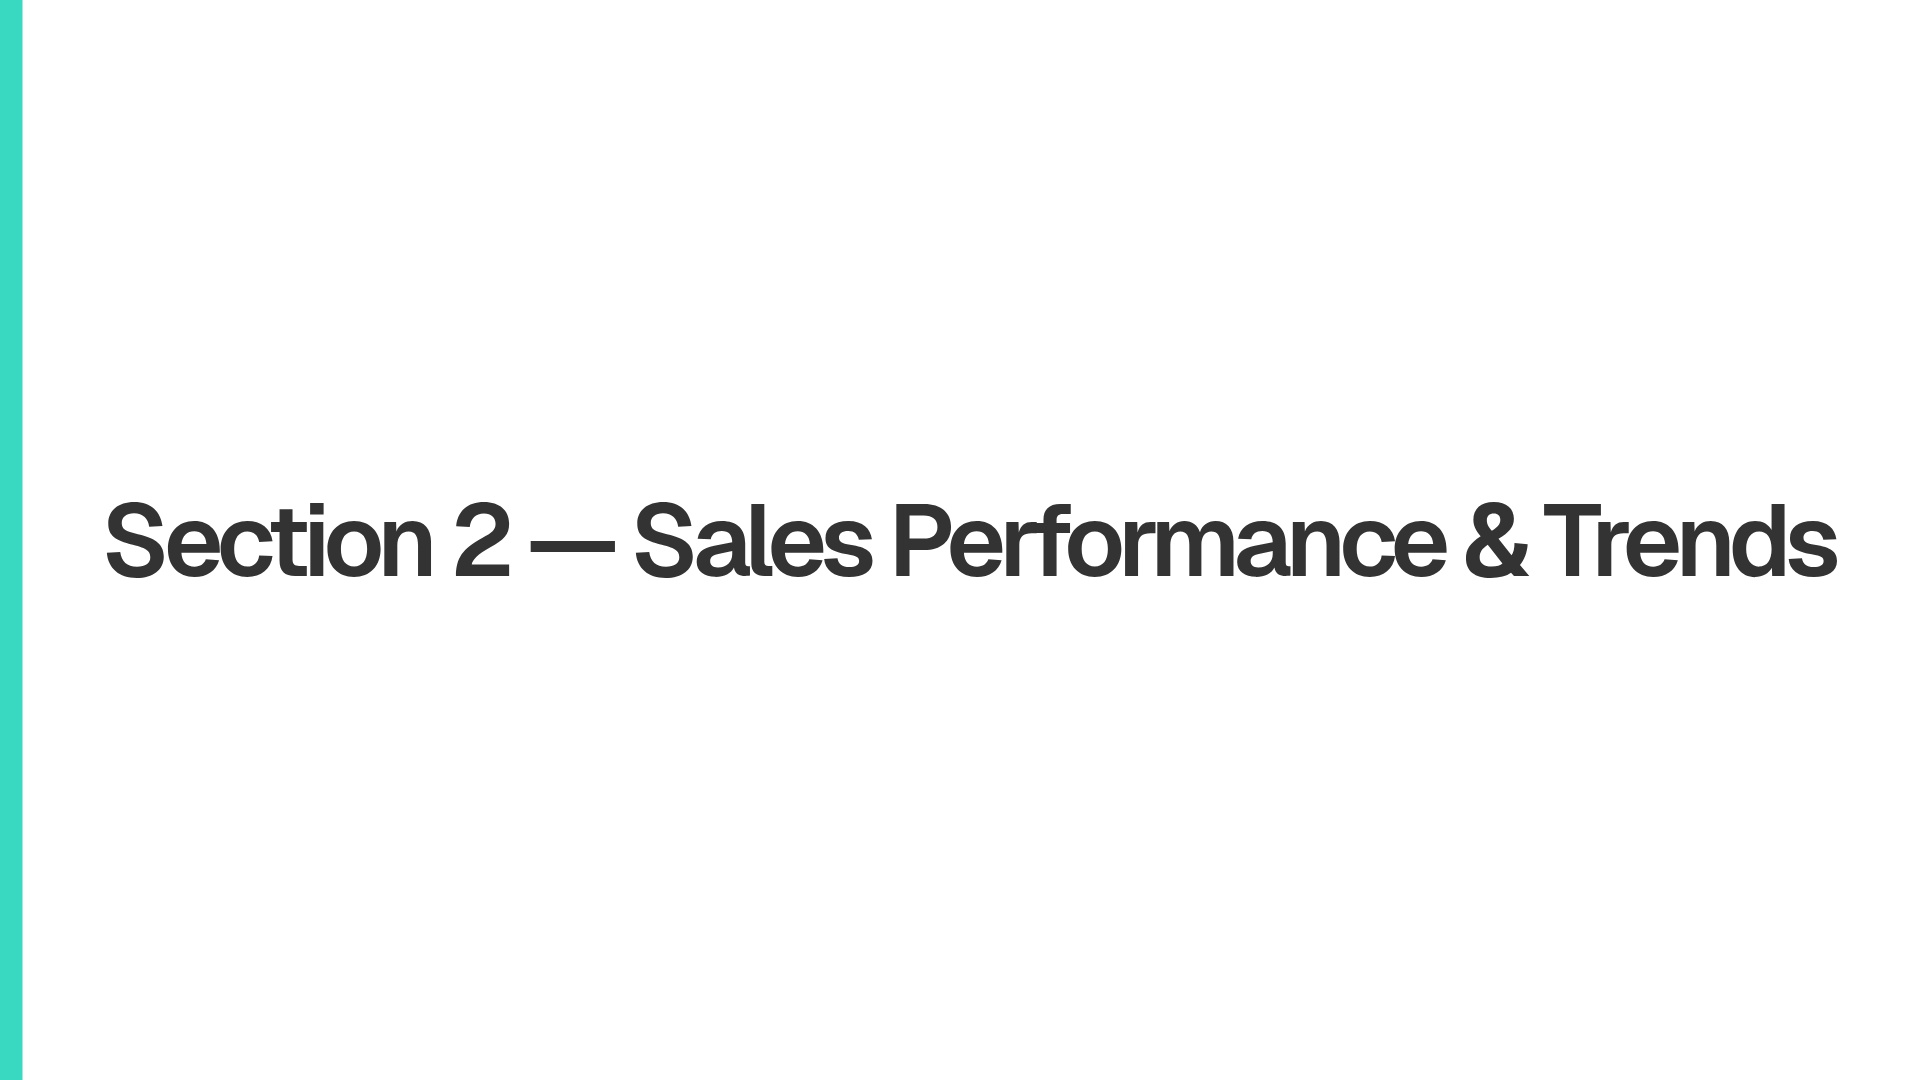 Section 2 — Sales Performance & Trends